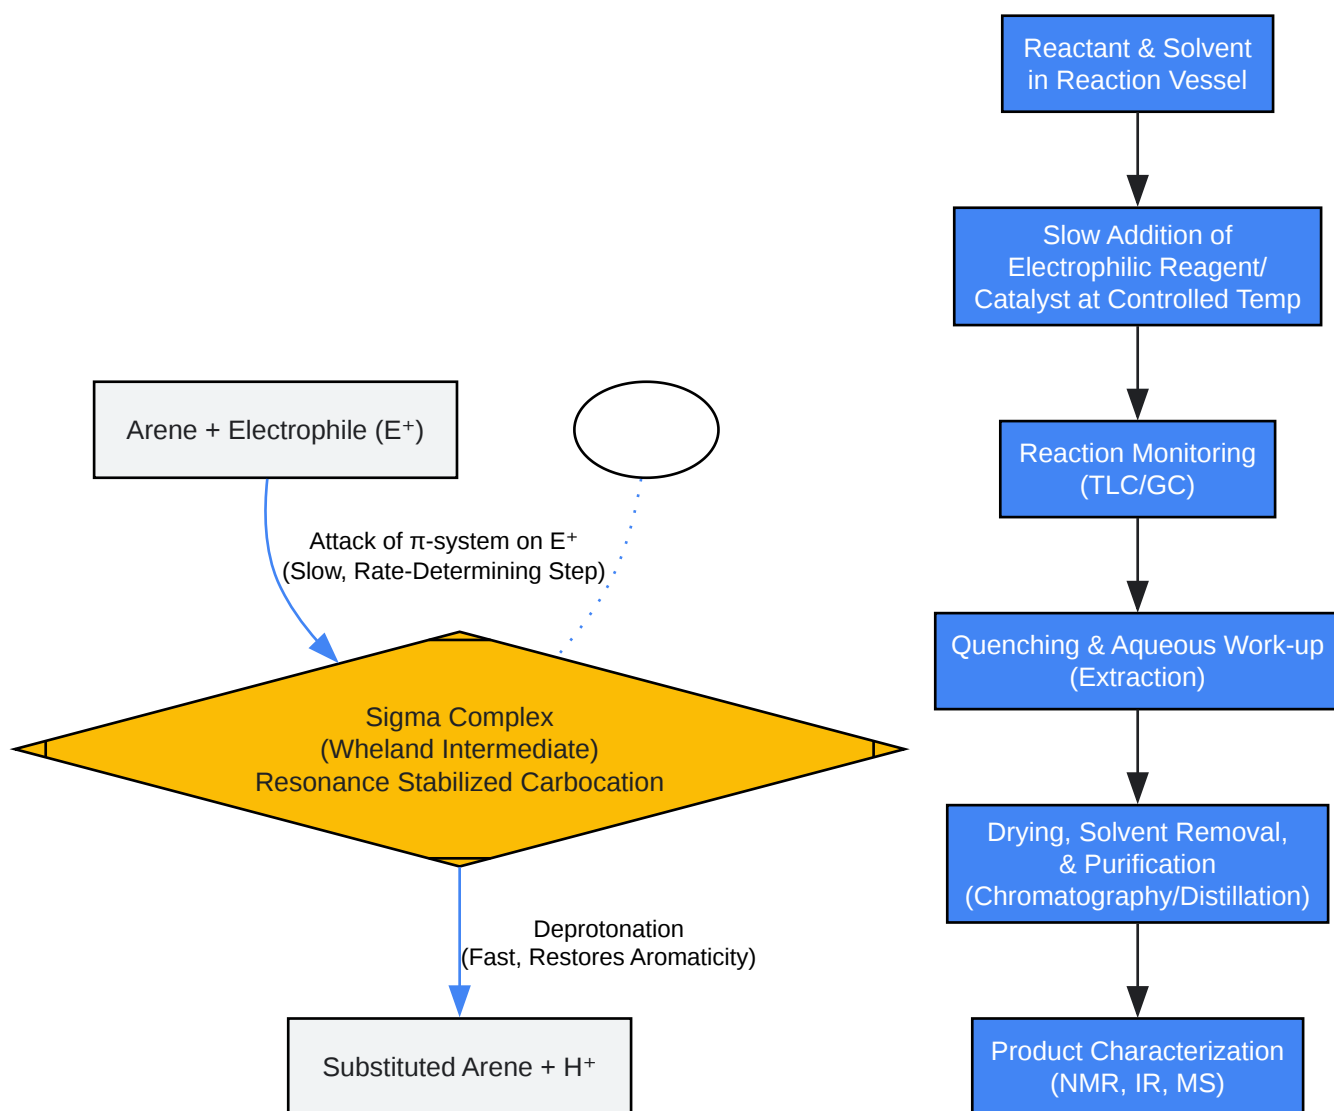 Arene + Electrophile (E⁺)
Attack of π-system on E⁺
(Slow, Rate-Determining Step)
Sigma Complex
(Wheland Intermediate)
Resonance Stabilized Carbocation
Deprotonation
(Fast, Restores Aromaticity)
Substituted Arene + H⁺
Reactant & Solvent
in Reaction Vessel
Slow Addition of
Electrophilic Reagent/
Catalyst at Controlled Temp
Reaction Monitoring
(TLC/GC)
Quenching & Aqueous Work-up
(Extraction)
Drying, Solvent Removal,
& Purification
(Chromatography/Distillation)
Product Characterization
(NMR, IR, MS)